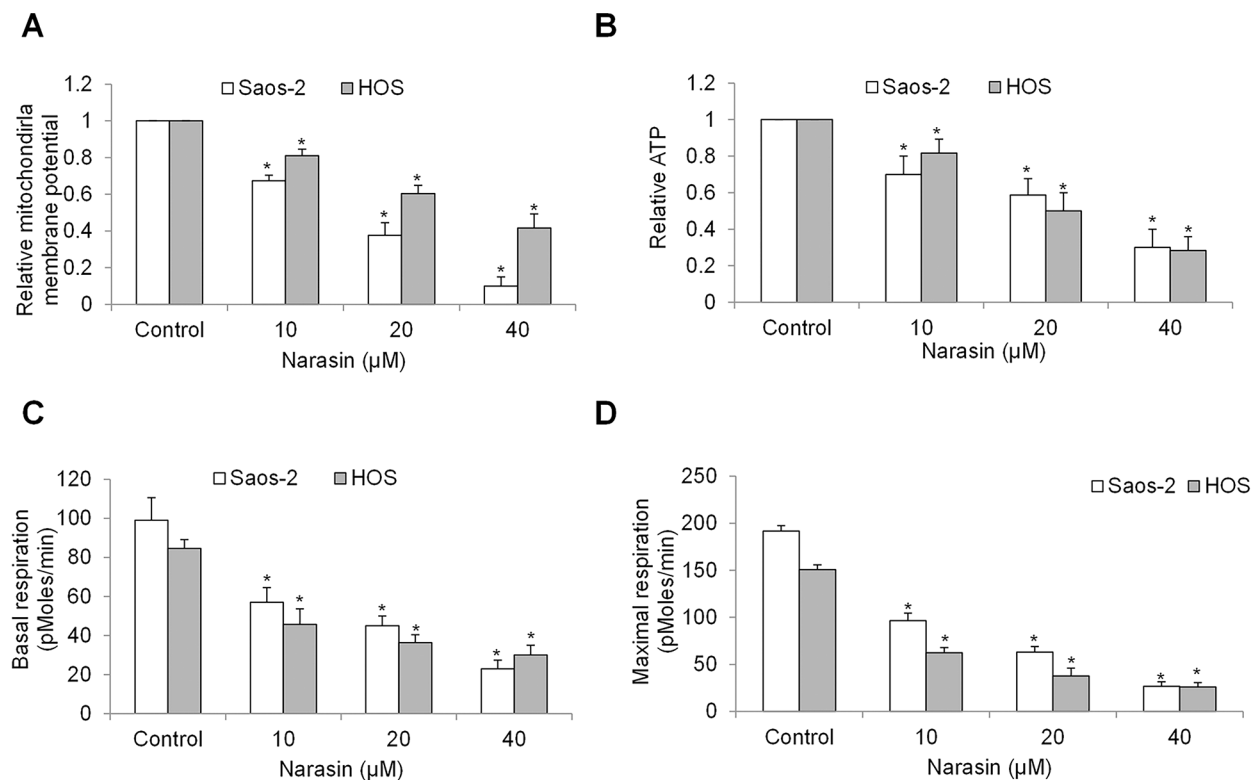 A
Saos-2 HOS
Relative mitochondirla
membrane potential
1.2
1
0.8
0.6
0.4
0.2
0
* *
* *
* *
Control 10 20 40
Narasin (μM)
B
Saos-2 HOS
Relative ATP
1.2
1
0.8
0.6
0.4
0.2
0
* *
* *
* *
Control 10 20 40
Narasin (μM)
C
Saos-2 HOS
Basal respiration
(pMoles/min)
120
100
80
60
40
20
0
* *
* *
* *
Control 10 20 40
Narasin (μM)
D
Saos-2 HOS
Maximal respiration
(pMoles/min)
250
200
150
100
50
0
* *
* *
* *
Control 10 20 40
Narasin (μM)